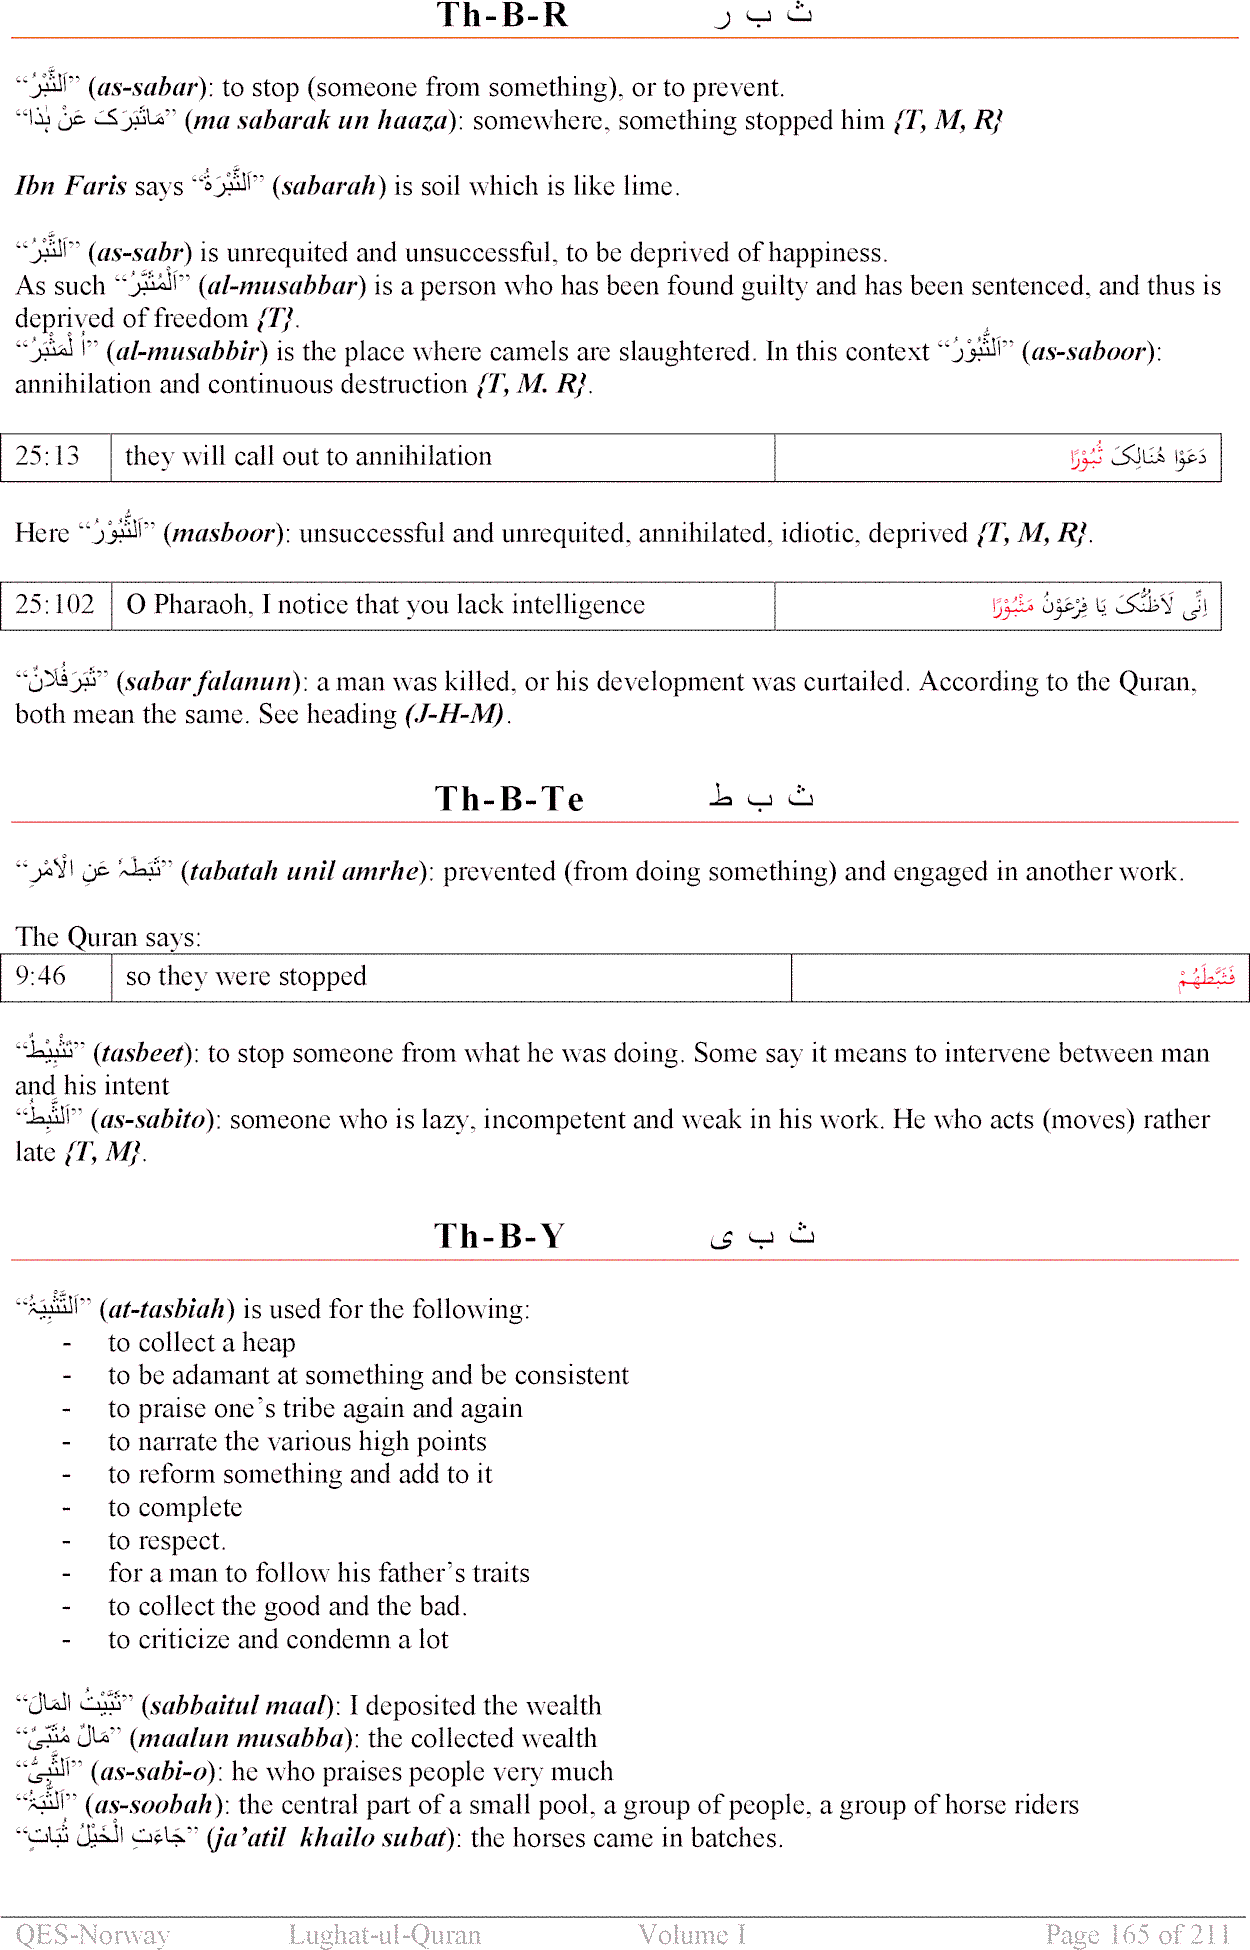 Th-B-R ث ب ر
“اَلثَّبْرُ” (as-sabar): to stop (someone from something), or to prevent.
“مَاثَبَرَکَ عَنْ ہٰذَا” (ma sabarak un haaza): somewhere, something stopped him {T, M, R}
Ibn Faris says “اَلثَّبْرَةُ” (sabarah) is soil which is like lime.
“اَلثَّبْرُ” (as-sabr) is unrequited and unsuccessful, to be deprived of happiness.
As such “اَلْمُثَبَّرُ” (al-musabbar) is a person who has been found guilty and has been sentenced, and thus is
deprived of freedom {T}.
“اَ لْمَثْبَرُ” (al-musabbir) is the place where camels are slaughtered. In this context “اَلثُّبُوْرُ” (as-saboor):
annihilation and continuous destruction {T, M. R}.
25:13 they will call out to annihilation دَعَوْا هُنَالِکَ ثُبُوْرًا
Here “اَلثُّبُوْرُ” (masboor): unsuccessful and unrequited, annihilated, idiotic, deprived {T, M, R}.
25:102 O Pharaoh, I notice that you lack intelligence اِنِّی لَاَظُنُّکَ یَا فِرْعَوْنُ مَثْبُوْرًا
“ثَبَرَفُلَانٌ” (sabar falanun): a man was killed, or his development was curtailed. According to the Quran,
both mean the same. See heading (J-H-M).
Th-B-Te ث ب ط
“ثَبَطَہٗ عَنِ الْاَمْرِ” (tabatah unil amrhe): prevented (from doing something) and engaged in another work.
The Quran says:
9:46 so they were stopped فَثَبَّطَهُمْ
“تَثْبِیْطٌ” (tasbeet): to stop someone from what he was doing. Some say it means to intervene between man
and his intent
“اَلثَّبِطُ” (as-sabito): someone who is lazy, incompetent and weak in his work. He who acts (moves) rather
late {T, M}.
Th-B-Y ث ب ی
“اَلتَّثْبِیَۃُ” (at-tasbiah) is used for the following:
- to collect a heap
- to be adamant at something and be consistent
- to praise one’s tribe again and again
- to narrate the various high points
- to reform something and add to it
- to complete
- to respect.
- for a man to follow his father’s traits
- to collect the good and the bad.
- to criticize and condemn a lot
“ثَبَّیْتُ المَالَ” (sabbaitul maal): I deposited the wealth
“مَالٌ مُثَبّیً” (maalun musabba): the collected wealth
“اَلثَّبِیُّ” (as-sabi-o): he who praises people very much
“اَلثُّبَۃُ” (as-soobah): the central part of a small pool, a group of people, a group of horse riders
“جَاءَتِ الْخَیْلُ ثُبَاتٍ” (ja’atil khailo subat): the horses came in batches.
QES-Norway Lughat-ul-Quran Volume I Page 165 of 211